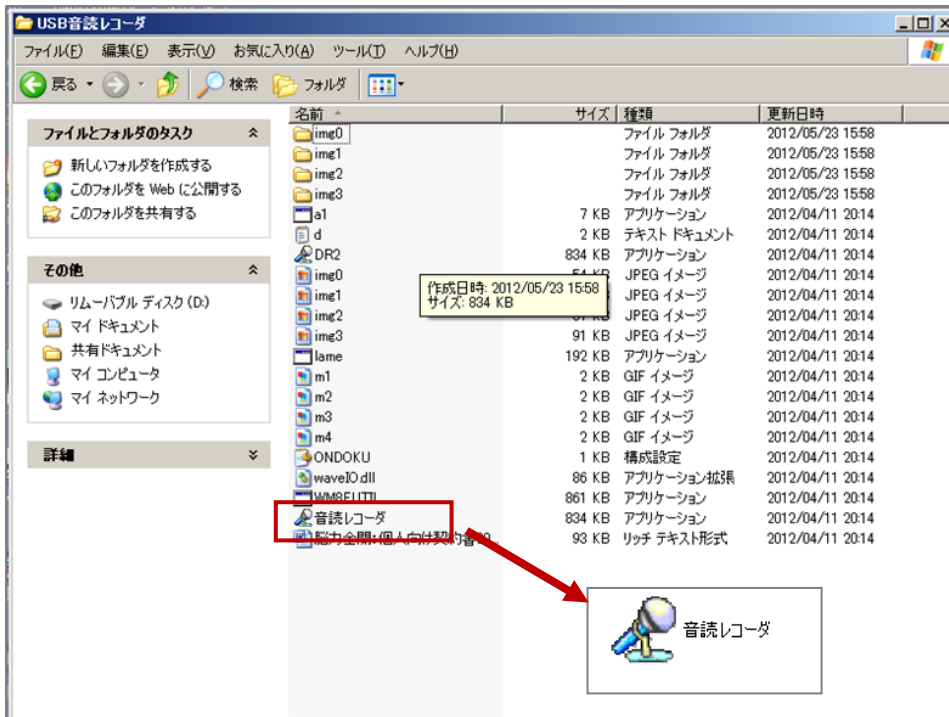 USB音読レコーダ
ファイル(F) 編集(E) 表示(V) お気に入り(A) ツール(T) ヘルプ(H)
戻る 検索 フォルダ
名前 サイズ 種類 更新日時
ファイルとフォルダのタスク
新しいフォルダを作成する
このフォルダを Web に公開する
このフォルダを共有する
その他
リムーバブル ディスク (D:)
マイ ドキュメント
共有ドキュメント
マイ コンピュータ
マイ ネットワーク
詳細
img0 ファイル フォルダ 2012/05/23 15:58
img1 ファイル フォルダ 2012/05/23 15:58
img2 ファイル フォルダ 2012/05/23 15:58
img3 ファイル フォルダ 2012/05/23 15:58
a1 7 KB アプリケーション 2012/04/11 20:14
d 2 KB テキスト ドキュメント 2012/04/11 20:14
DR2 834 KB アプリケーション 2012/04/11 20:14
img0 54 KB JPEG イメージ 2012/04/11 20:14
img1 JPEG イメージ 2012/04/11 20:14
img2 KB JPEG イメージ 2012/04/11 20:14
img3 91 KB JPEG イメージ 2012/04/11 20:14
作成日時: 2012/05/23 15:58
サイズ: 834 KB
lame 192 KB アプリケーション 2012/04/11 20:14
m1 2 KB GIF イメージ 2012/04/11 20:14
m2 2 KB GIF イメージ 2012/04/11 20:14
m3 2 KB GIF イメージ 2012/04/11 20:14
m4 2 KB GIF イメージ 2012/04/11 20:14
ONDOKU 1 KB 構成設定 2012/04/11 20:14
waveIO.dll 86 KB アプリケーション拡張 2012/04/11 20:14
WM8EUTIL 861 KB アプリケーション 2012/04/11 20:14
音読レコーダ 834 KB アプリケーション 2012/04/11 20:14
脳力全開:個人向け契約書 93 KB リッチ テキスト形式 2012/04/11 20:14
音読レコーダ